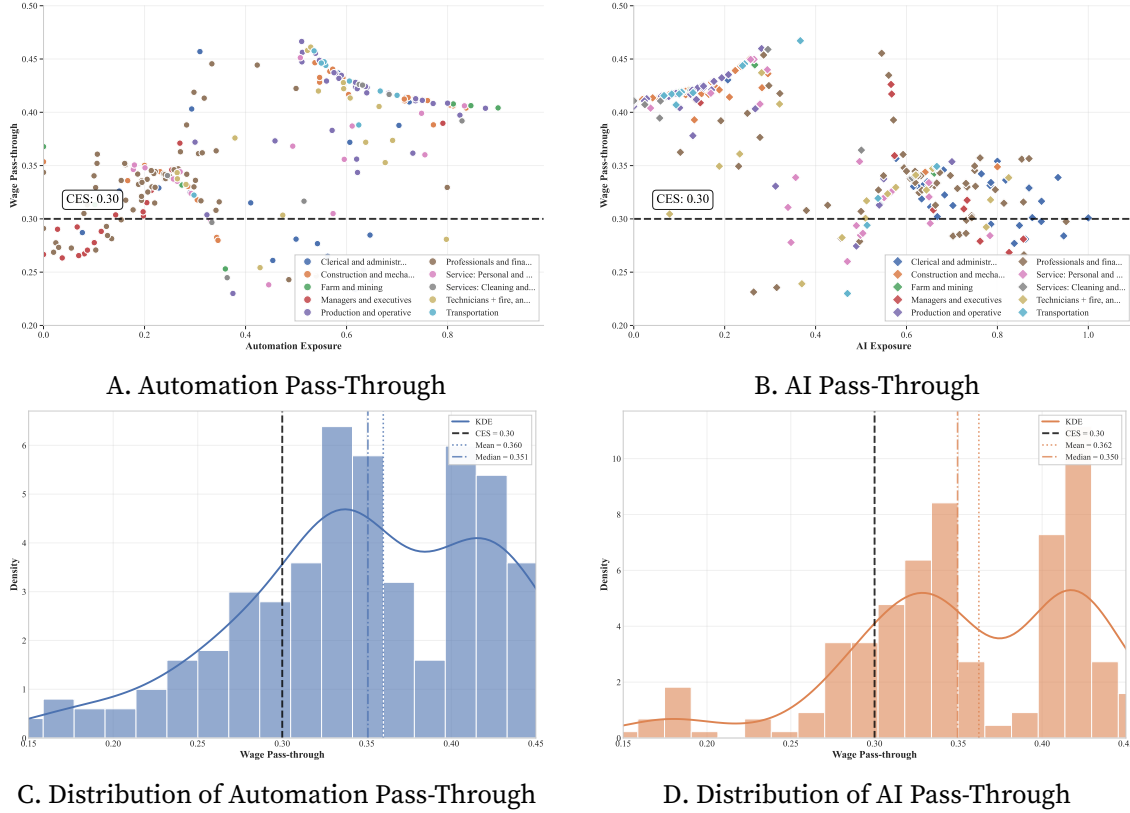 0.50
0.45
0.40
0.35
0.30
0.25
0.20
Wage Pass-through
CES: 0.30
Clerical and administr...
Construction and mecha...
Farm and mining
Managers and executives
Production and operative
Professionals and fina...
Service: Personal and ...
Services: Cleaning and...
Technicians + fire, an...
Transportation
0.0 0.2 0.4 0.6 0.8
Automation Exposure
A. Automation Pass-Through
0.50
0.45
0.40
0.35
0.30
0.25
0.20
Wage Pass-through
CES: 0.30
Clerical and administr...
Construction and mecha...
Farm and mining
Managers and executives
Production and operative
Professionals and fina...
Service: Personal and ...
Services: Cleaning and...
Technicians + fire, an...
Transportation
0.0 0.2 0.4 0.6 0.8 1.0
AI Exposure
B. AI Pass-Through
KDE
CES = 0.30
Mean = 0.360
Median = 0.351
6
5
4
3
2
1
0
Density
0.15 0.20 0.25 0.30 0.35 0.40 0.45
Wage Pass-through
C. Distribution of Automation Pass-Through
KDE
CES = 0.30
Mean = 0.362
Median = 0.350
10
8
6
4
2
0
Density
0.15 0.20 0.25 0.30 0.35 0.40
Wage Pass-through
D. Distribution of AI Pass-Through